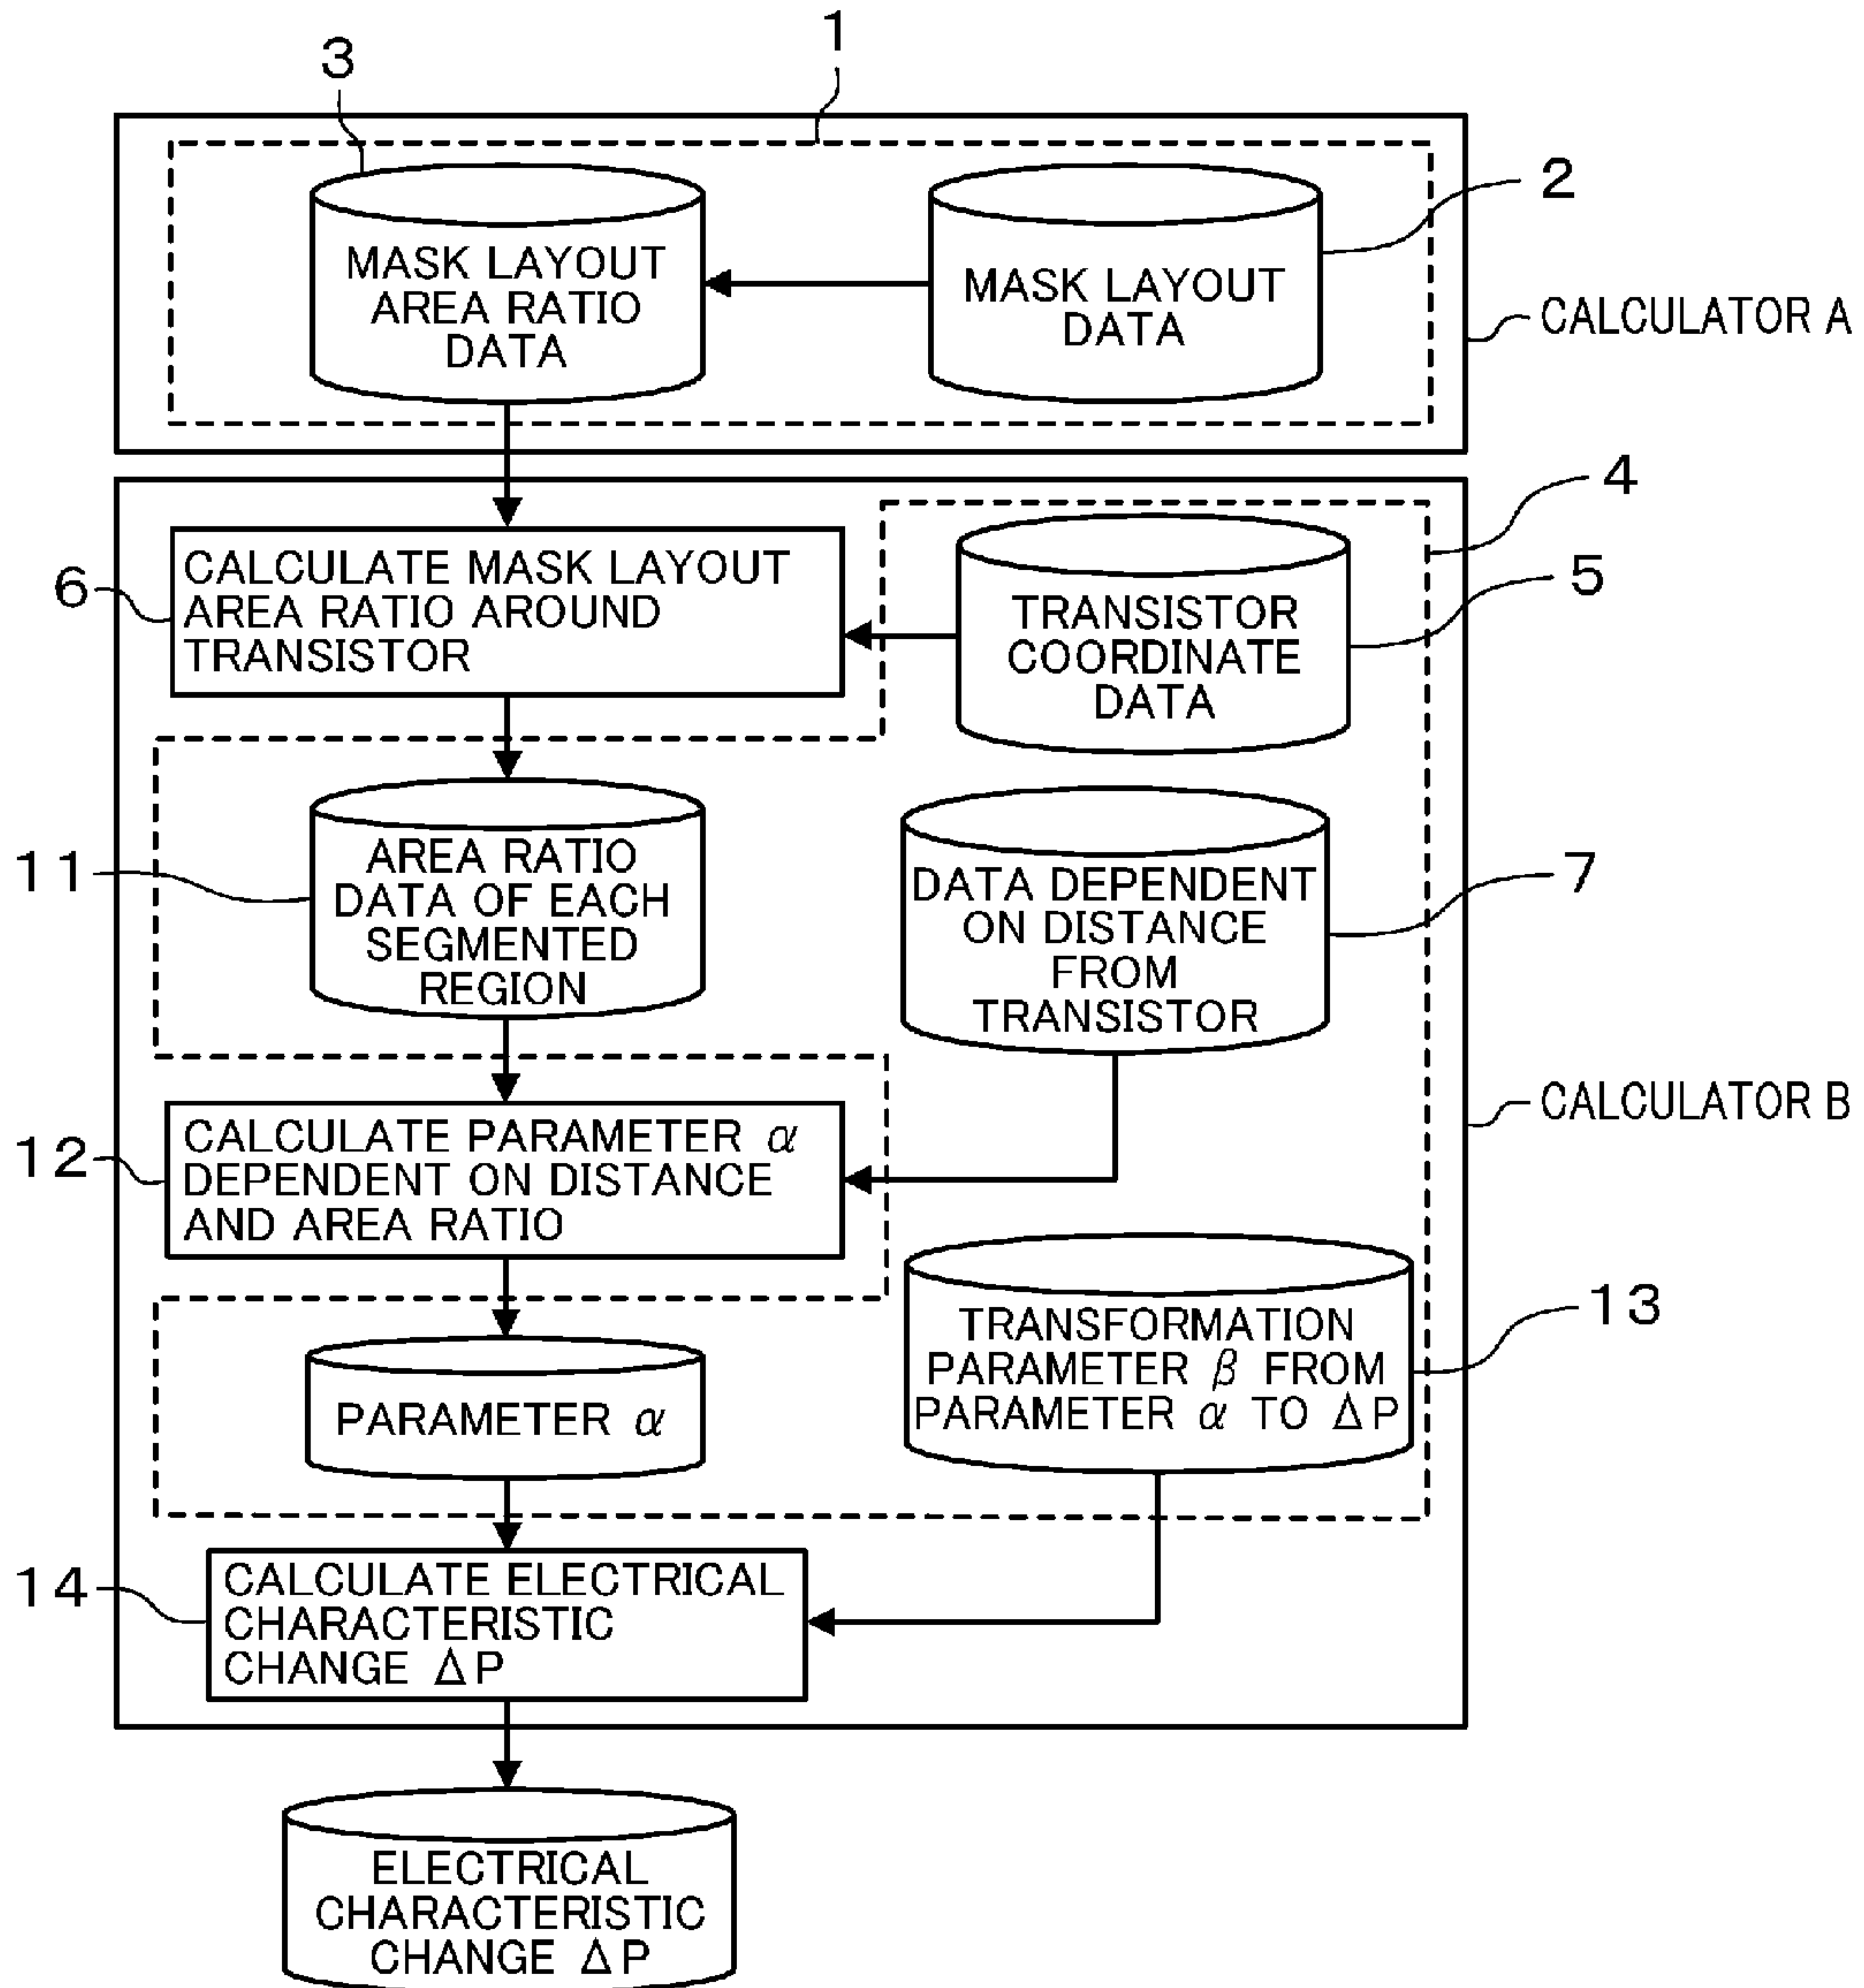 1
3
2
MASK LAYOUT
AREA RATIO
DATA
MASK LAYOUT
DATA
CALCULATOR A
4
5
6
CALCULATE MASK LAYOUT
AREA RATIO AROUND
TRANSISTOR
TRANSISTOR
COORDINATE
DATA
11
AREA RATIO
DATA OF EACH
SEGMENTED
REGION
DATA DEPENDENT
ON DISTANCE
FROM
TRANSISTOR
7
CALCULATOR B
12
CALCULATE PARAMETER α
DEPENDENT ON DISTANCE
AND AREA RATIO
13
TRANSFORMATION
PARAMETER β FROM
PARAMETER α TO ΔP
PARAMETER α
14
CALCULATE ELECTRICAL
CHARACTERISTIC
CHANGE ΔP
ELECTRICAL
CHARACTERISTIC
CHANGE ΔP